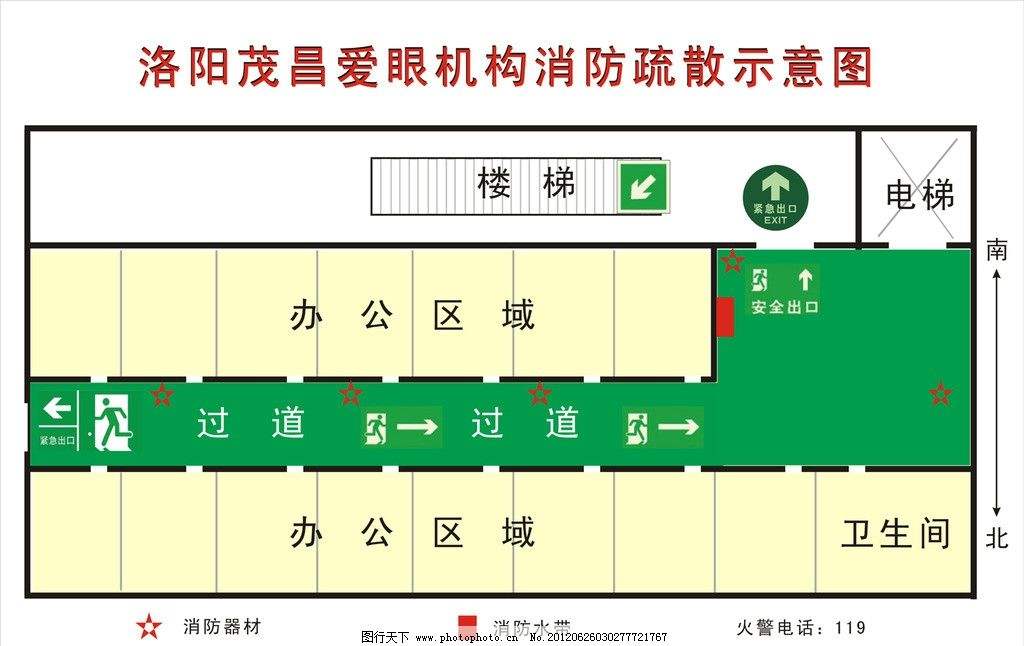 洛阳茂昌爱眼机构消防疏散示意图
楼 梯
紧急出口
EXIT
电梯
南
办 公 区 域
安全出口
紧急出口
过 道
过 道
办 公 区 域
卫生间
北
消防器材
消防水带
火警电话：119
图行天下 www.photophoto.cn No.20120626030277721767